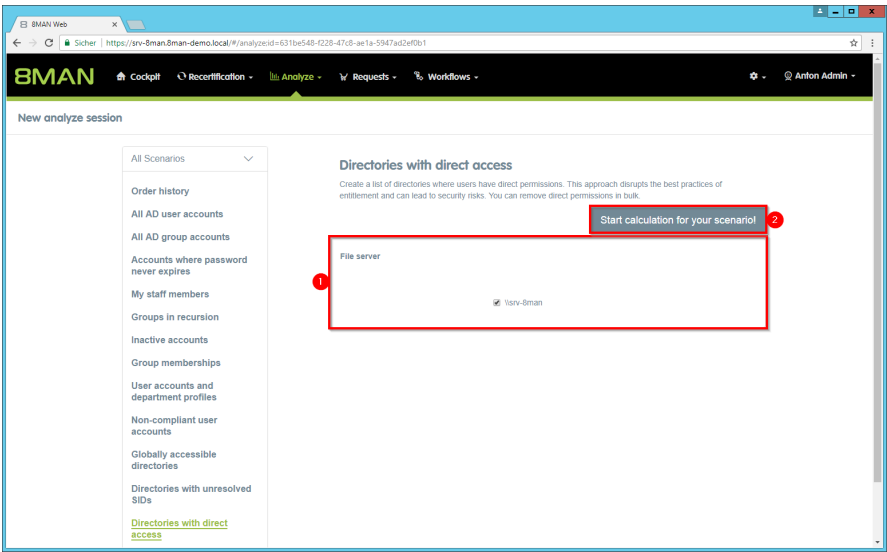 8MAN Web
Sicher https://srv-8man.8man-demo.local/#/analyze;id=631be548-f228-47c8-ae1a-5947ad2ef0b1
8MAN Cockpit Recertification Analyze Requests Workflows Anton Admin
New analyze session
All Scenarios
Order history
All AD user accounts
All AD group accounts
Accounts where password
never expires
My staff members
Groups in recursion
Inactive accounts
Group memberships
User accounts and
department profiles
Non-compliant user
accounts
Globally accessible
directories
Directories with unresolved
SIDs
Directories with direct
access
Directories with direct access
Create a list of directories where users have direct permissions. This approach disrupts the best practices of
entitlement and can lead to security risks. You can remove direct permissions in bulk.
Start calculation for your scenario! 2
1
File server
\\srv-8man